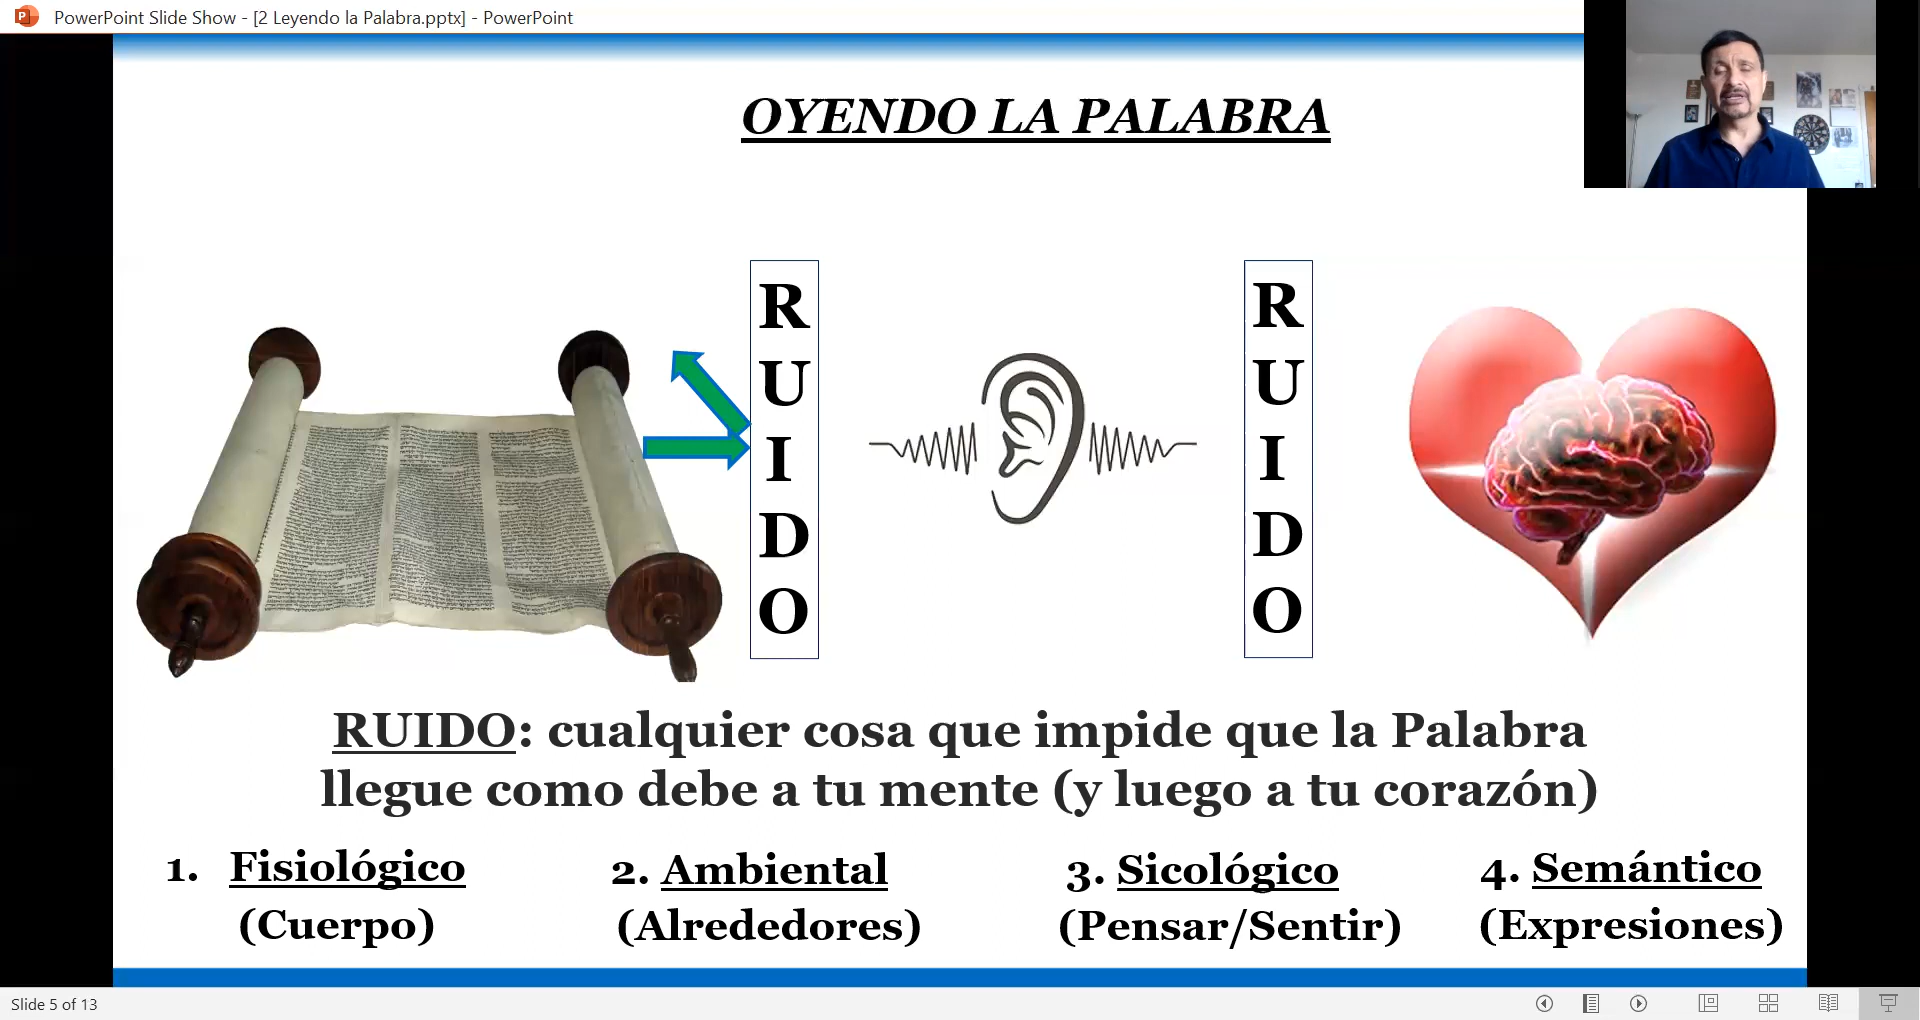 PowerPoint Slide Show - [2 Leyendo la Palabra.pptx] - PowerPoint
OYENDO LA PALABRA
R
U
I
D
O
R
U
I
D
O
RUIDO: cualquier cosa que impide que la Palabra
llegue como debe a tu mente (y luego a tu corazón)
1. Fisiológico
(Cuerpo)
2. Ambiental
(Alrededores)
3. Sicológico
(Pensar/Sentir)
4. Semántico
(Expresiones)
Slide 5 of 13